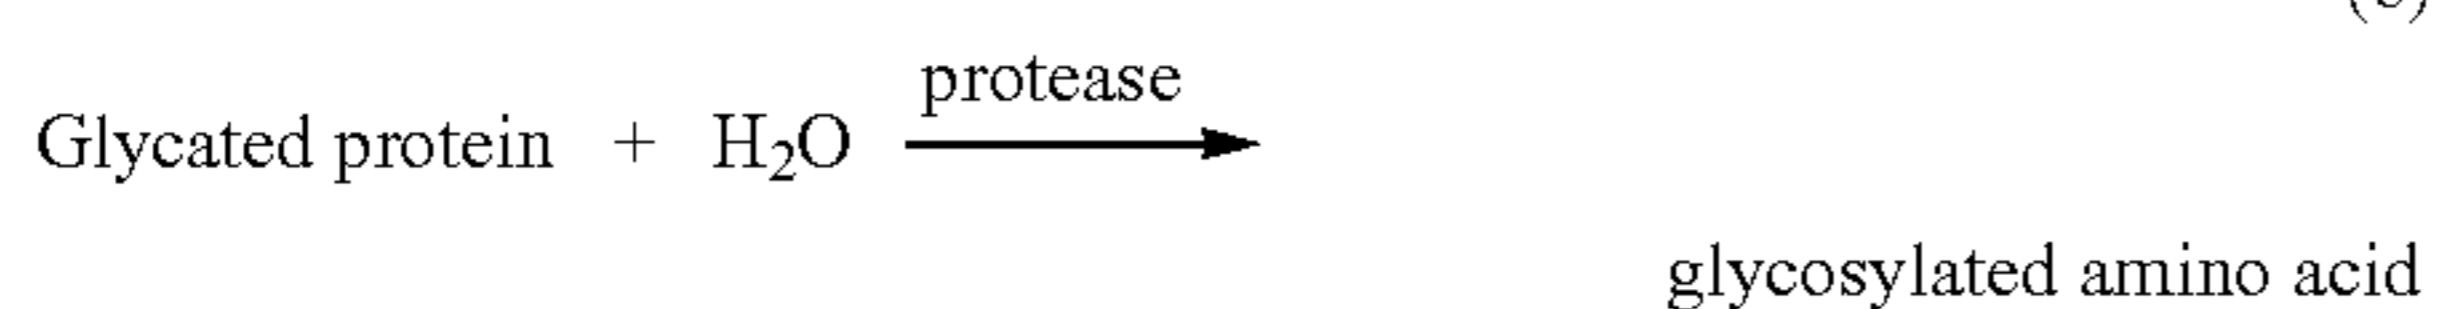 protease
Glycated protein + H₂O
glycosylated amino acid